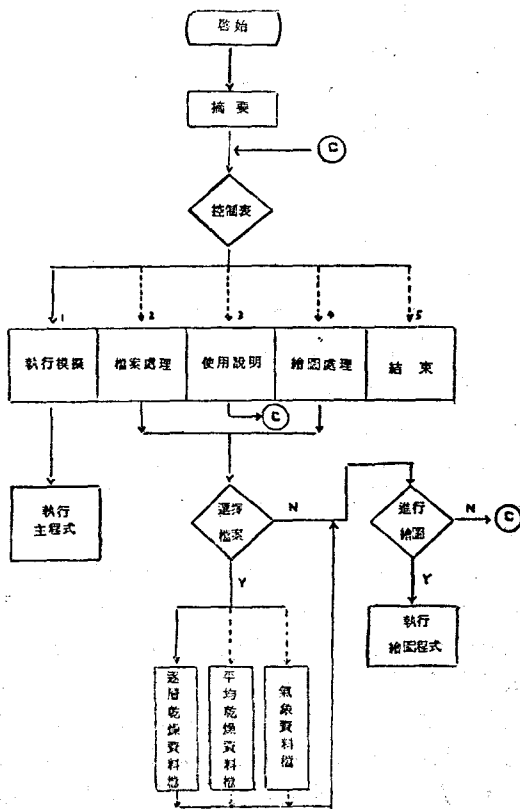 啓始
摘要
C
控制表
1
2
3
4
5
執行模擬
檔案處理
使用説明
繪圖處理
結束
C
執行
主程式
選擇
檔案
N
Y
進行
繪圖
N
C
Y
執行
繪圖程式
逐層乾燥資料檔
平均乾燥資料檔
氣象資料檔